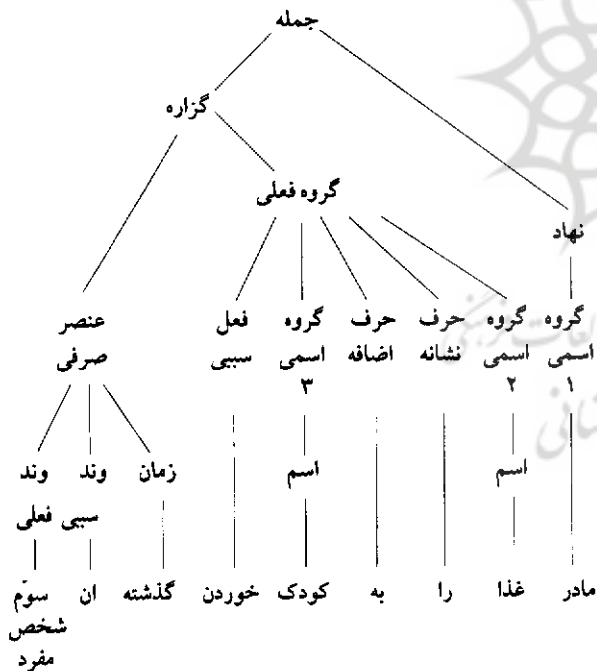 جمله
گزاره
گروه فعلی
نهاد
گروه گروه حرف حرف گروه فعل عنصر
اسمی اسمی نشانه اضافه اسمی سببی صرفی
۱ ۲ ۳
اسم اسم زمان وند وند
سببی فعلی
مادر غذا را به کودک خوردن گذشته ان سوّم
شخص
مفرد